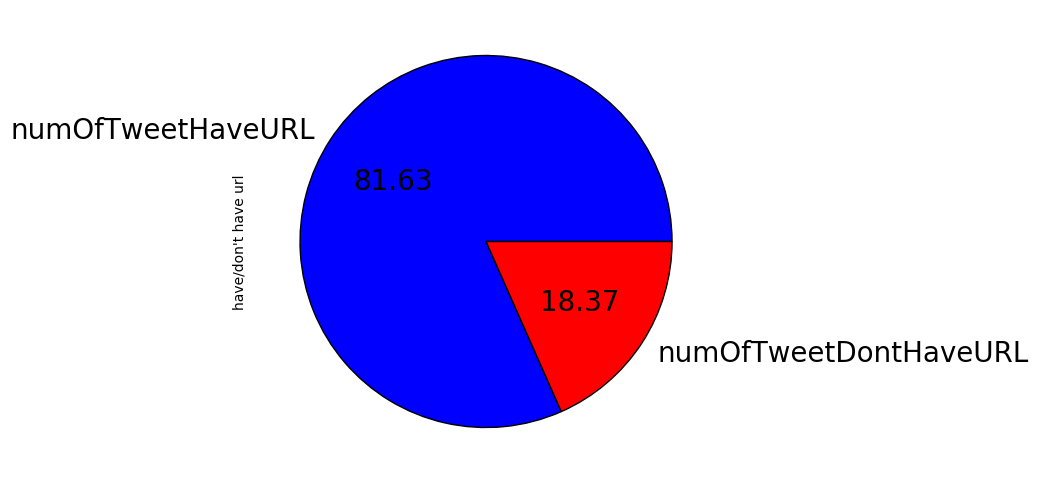 numOfTweetHaveURL
81.63
have/don't have url
18.37
numOfTweetDontHaveURL